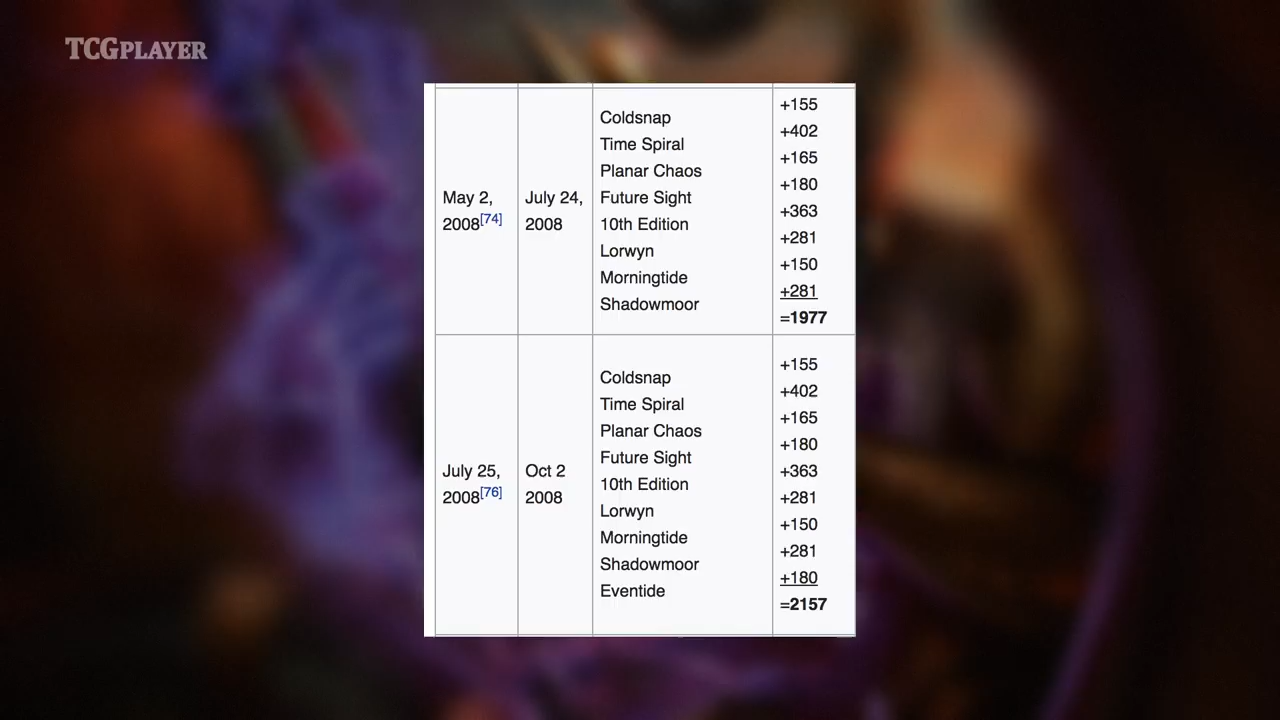 TCGPLAYER
May 2,
2008[74]
July 24,
2008
Coldsnap
Time Spiral
Planar Chaos
Future Sight
10th Edition
Lorwyn
Morningtide
Shadowmoor
+155
+402
+165
+180
+363
+281
+150
+281
=1977
July 25,
2008[76]
Oct 2
2008
Coldsnap
Time Spiral
Planar Chaos
Future Sight
10th Edition
Lorwyn
Morningtide
Shadowmoor
Eventide
+155
+402
+165
+180
+363
+281
+150
+281
+180
=2157